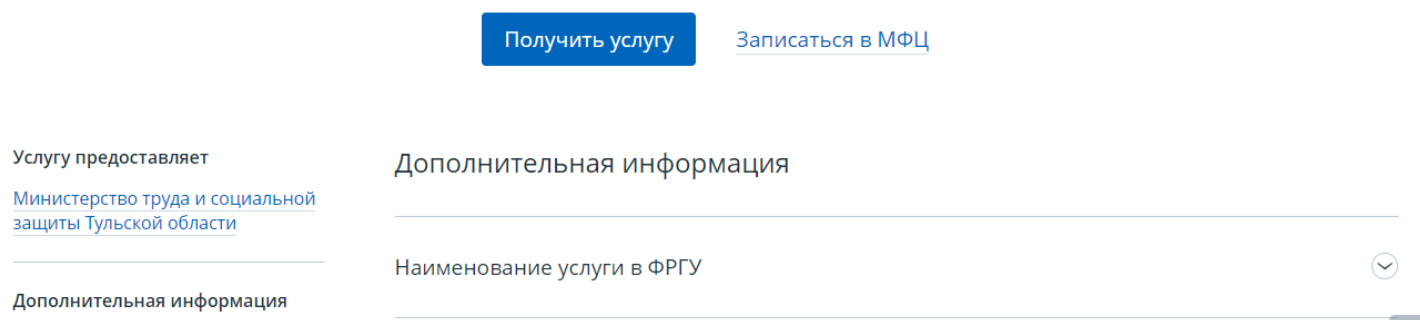 Получить услугу
Записаться в МФЦ
Услугу предоставляет
Министерство труда и социальной
защиты Тульской области
Дополнительная информация
Дополнительная информация
Наименование услуги в ФРГУ